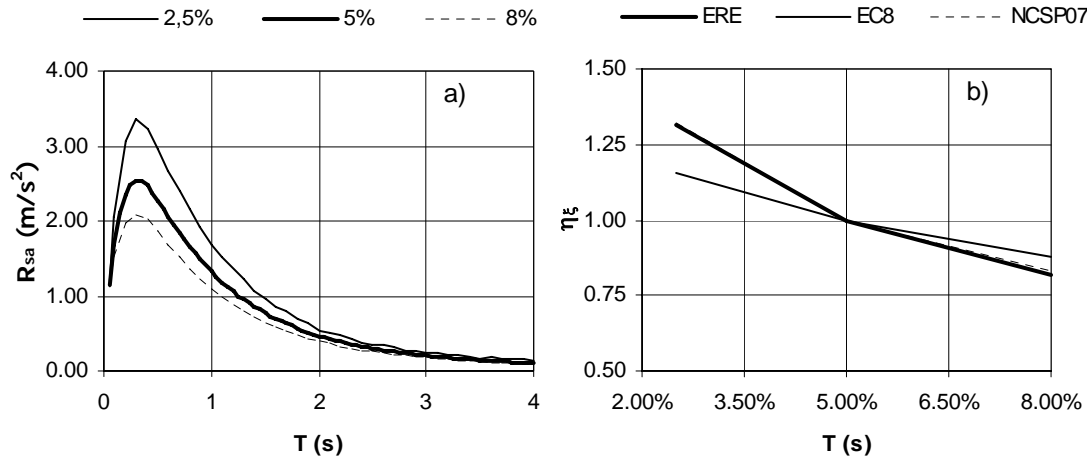 2,5% 5% 8%
a)
4.00
3.00
2.00
1.00
0.00
Rsa (m/s²)
0 1 2 3 4
T (s)
ERE EC8 NCSP07
b)
1.50
1.25
1.00
0.75
0.50
ηξ
2.00% 3.50% 5.00% 6.50% 8.00%
T (s)